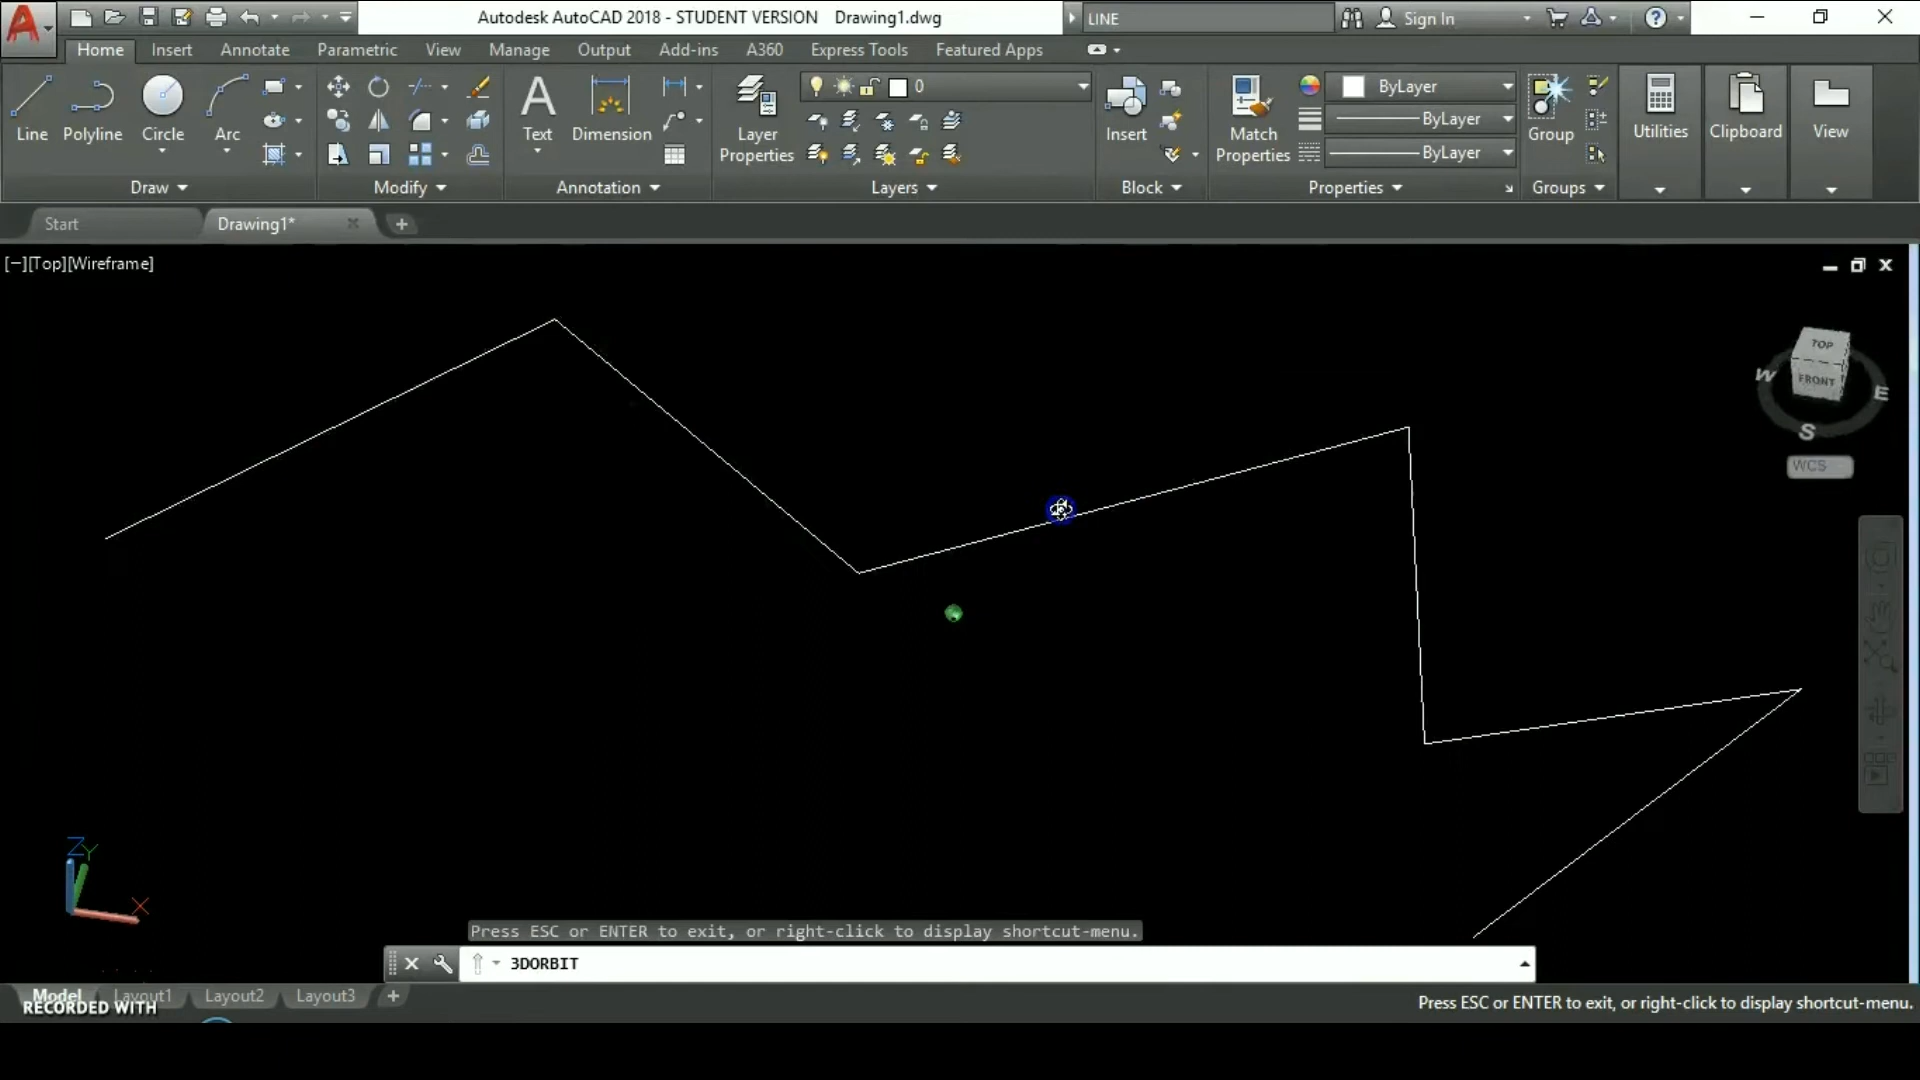 Autodesk AutoCAD 2018 - STUDENT VERSION Drawing1.dwg
LINE
Sign In
Home Insert Annotate Parametric View Manage Output Add-ins A360 Express Tools Featured Apps
0
ByLayer
ByLayer
ByLayer
Line Polyline Circle Arc
Text Dimension
Layer Properties
Insert
Match Properties
Group
Utilities Clipboard View
Draw Modify Annotation Layers Block Properties Groups
Start Drawing1*
[−][Top][Wireframe]
TOP
FRONT
W
E
S
WCS
Z
Y
X
Press ESC or ENTER to exit, or right-click to display shortcut-menu.
3DORBIT
Model Layout1 Layout2 Layout3
RECORDED WITH
Press ESC or ENTER to exit, or right-click to display shortcut-menu.